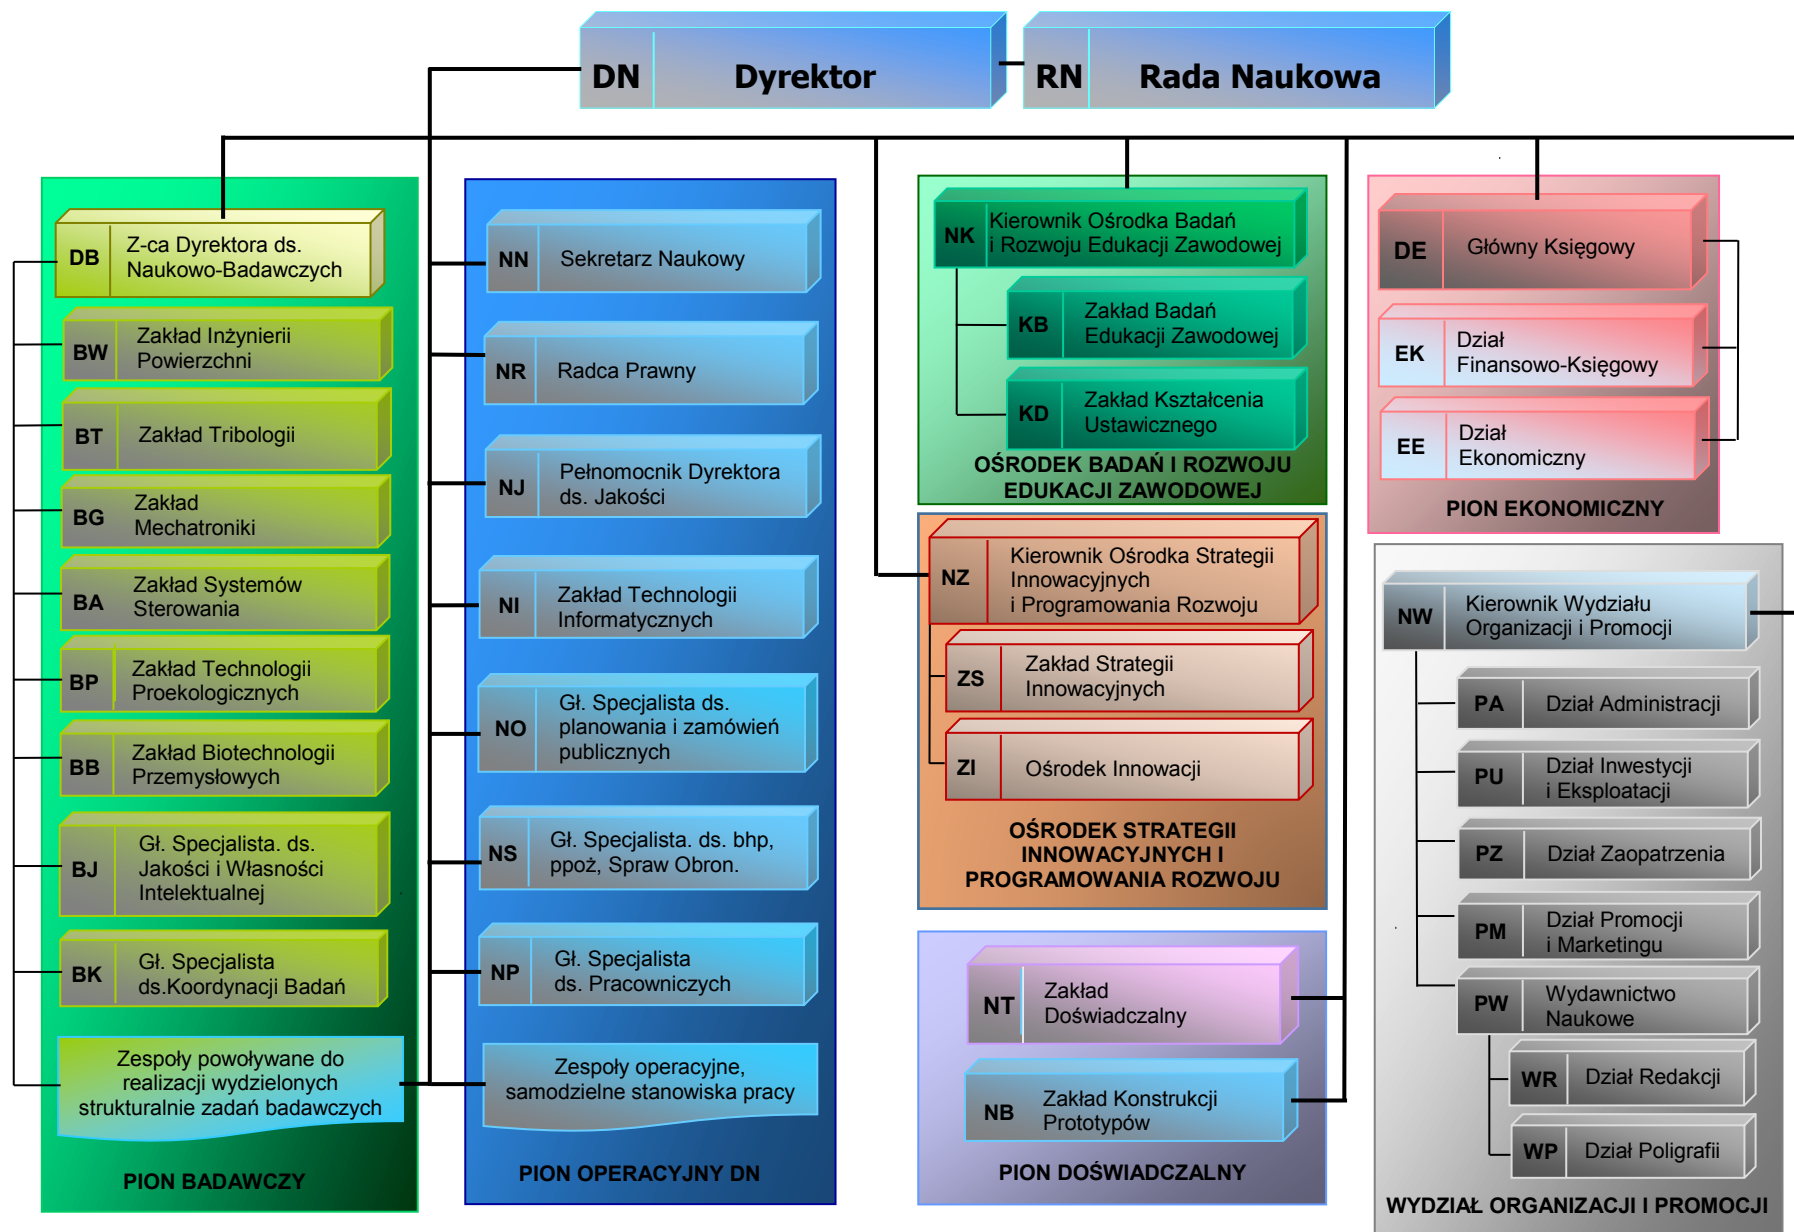 DN Dyrektor
RN Rada Naukowa
DB Z-ca Dyrektora ds.
Naukowo-Badawczych
BW Zakład Inżynierii
Powierzchni
BT Zakład Tribologii
BG Zakład
Mechatroniki
BA Zakład Systemów
Sterowania
BP Zakład Technologii
Proekologicznych
BB Zakład Biotechnologii
Przemysłowych
BJ Gł. Specjalista. ds.
Jakości i Własności
Intelektualnej
BK Gł. Specjalista
ds.Koordynacji Badań
Zespoły powoływane do
realizacji wydzielonych
strukturalnie zadań badawczych
PION BADAWCZY
NN Sekretarz Naukowy
NR Radca Prawny
NJ Pełnomocnik Dyrektora
ds. Jakości
NI Zakład Technologii
Informatycznych
NO Gł. Specjalista ds.
planowania i zamówień
publicznych
NS Gł. Specjalista. ds. bhp,
ppoż, Spraw Obron.
NP Gł. Specjalista
ds. Pracowniczych
Zespoły operacyjne,
samodzielne stanowiska pracy
PION OPERACYJNY DN
NK Kierownik Ośrodka Badań
i Rozwoju Edukacji Zawodowej
KB Zakład Badań
Edukacji Zawodowej
KD Zakład Kształcenia
Ustawicznego
OŚRODEK BADAŃ I ROZWOJU
EDUKACJI ZAWODOWEJ
NZ Kierownik Ośrodka Strategii
Innowacyjnych
i Programowania Rozwoju
ZS Zakład Strategii
Innowacyjnych
ZI Ośrodek Innowacji
OŚRODEK STRATEGII
INNOWACYJNYCH I
PROGRAMOWANIA ROZWOJU
NT Zakład
Doświadczalny
NB Zakład Konstrukcji
Prototypów
PION DOŚWIADCZALNY
DE Główny Księgowy
EK Dział
Finansowo-Księgowy
EE Dział
Ekonomiczny
PION EKONOMICZNY
NW Kierownik Wydziału
Organizacji i Promocji
PA Dział Administracji
PU Dział Inwestycji
i Eksploatacji
PZ Dział Zaopatrzenia
PM Dział Promocji
i Marketingu
PW Wydawnictwo
Naukowe
WR Dział Redakcji
WP Dział Poligrafii
WYDZIAŁ ORGANIZACJI I PROMOCJI